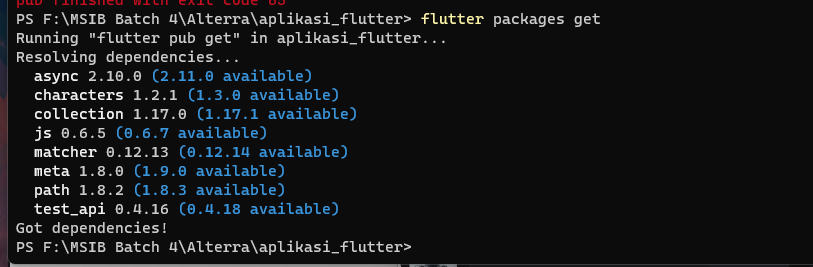 pub finished with exit code 65
PS F:\MSIB Batch 4\Alterra\aplikasi_flutter> flutter packages get
Running "flutter pub get" in aplikasi_flutter...
Resolving dependencies...
  async 2.10.0 (2.11.0 available)
  characters 1.2.1 (1.3.0 available)
  collection 1.17.0 (1.17.1 available)
  js 0.6.5 (0.6.7 available)
  matcher 0.12.13 (0.12.14 available)
  meta 1.8.0 (1.9.0 available)
  path 1.8.2 (1.8.3 available)
  test_api 0.4.16 (0.4.18 available)
Got dependencies!
PS F:\MSIB Batch 4\Alterra\aplikasi_flutter>